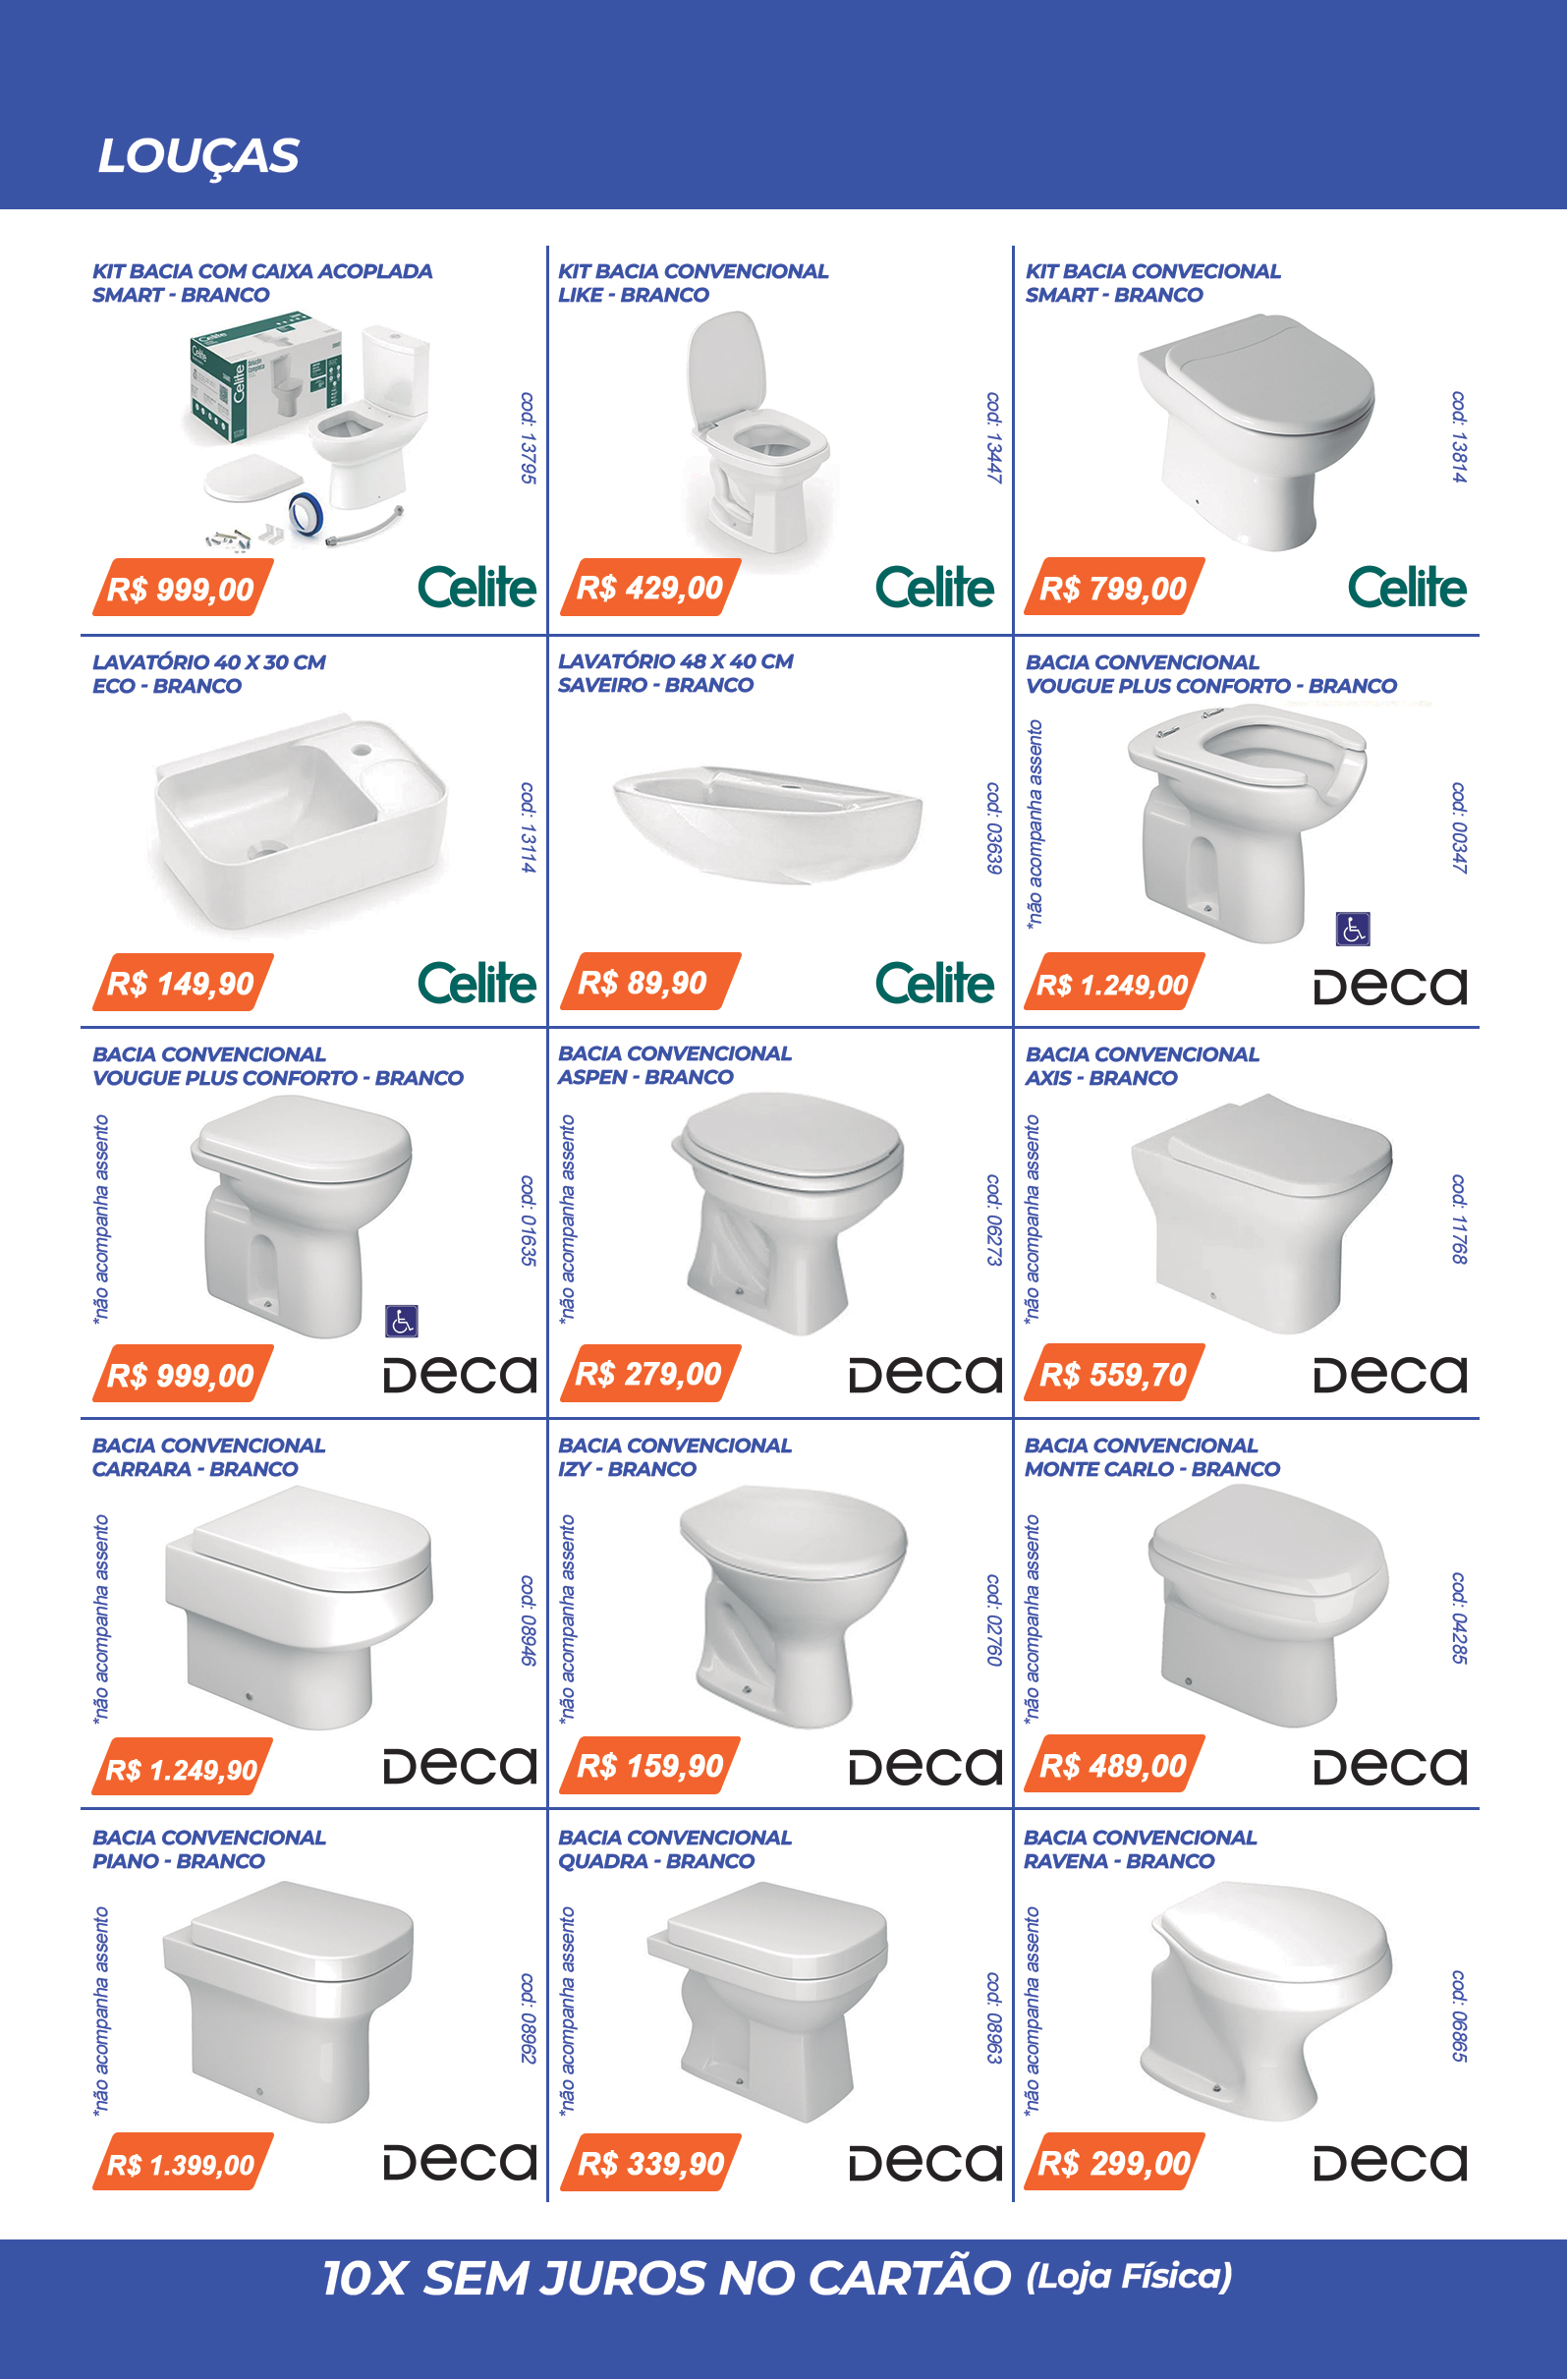 LOUÇAS
KIT BACIA COM CAIXA ACOPLADA
SMART - BRANCO
Celite
Celite
Celite
cod: 13795
R$ 999,00
Celite
KIT BACIA CONVENCIONAL
LIKE - BRANCO
cod: 13447
R$ 429,00
Celite
KIT BACIA CONVECIONAL
SMART - BRANCO
cod: 13814
R$ 799,00
Celite
LAVATÓRIO 40 X 30 CM
ECO - BRANCO
cod: 13114
R$ 149,90
Celite
LAVATÓRIO 48 X 40 CM
SAVEIRO - BRANCO
cod: 03639
R$ 89,90
Celite
BACIA CONVENCIONAL
VOUGUE PLUS CONFORTO - BRANCO
*não acompanha assento
cod: 00347
R$ 1.249,00
Deca
BACIA CONVENCIONAL
VOUGUE PLUS CONFORTO - BRANCO
*não acompanha assento
cod: 01635
R$ 999,00
Deca
BACIA CONVENCIONAL
ASPEN - BRANCO
*não acompanha assento
cod: 06273
R$ 279,00
Deca
BACIA CONVENCIONAL
AXIS - BRANCO
*não acompanha assento
cod: 11768
R$ 559,70
Deca
BACIA CONVENCIONAL
CARRARA - BRANCO
*não acompanha assento
cod: 08946
R$ 1.249,90
Deca
BACIA CONVENCIONAL
IZY - BRANCO
*não acompanha assento
cod: 02760
R$ 159,90
Deca
BACIA CONVENCIONAL
MONTE CARLO - BRANCO
*não acompanha assento
cod: 04285
R$ 489,00
Deca
BACIA CONVENCIONAL
PIANO - BRANCO
*não acompanha assento
cod: 08962
R$ 1.399,00
Deca
BACIA CONVENCIONAL
QUADRA - BRANCO
*não acompanha assento
cod: 08963
R$ 339,90
Deca
BACIA CONVENCIONAL
RAVENA - BRANCO
*não acompanha assento
cod: 06865
R$ 299,00
Deca
10X SEM JUROS NO CARTÃO (Loja Física)